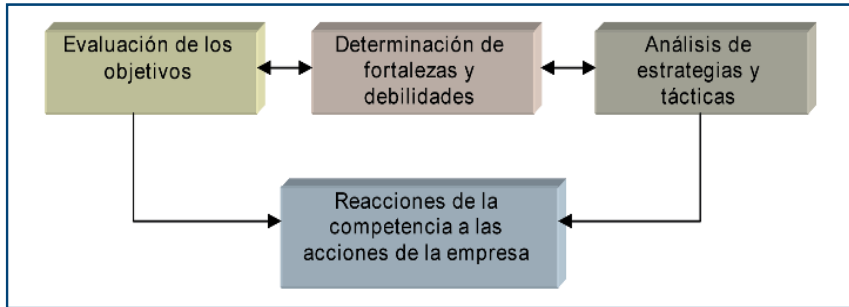 Evaluación de los
objetivos
Determinación de
fortalezas y
debilidades
Análisis de
estrategias y
tácticas
Reacciones de la
competencia a las
acciones de la empresa